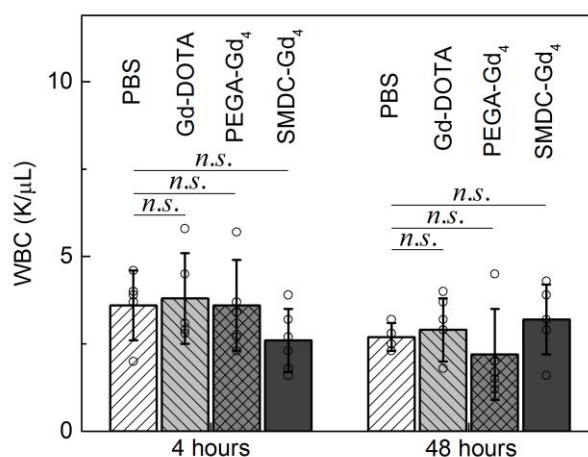 WBC (K/μL)
10
5
0
PBS
Gd-DOTA
PEGA-Gd₄
SMDC-Gd₄
n.s.
n.s.
n.s.
PBS
Gd-DOTA
PEGA-Gd₄
SMDC-Gd₄
n.s.
n.s.
n.s.
4 hours
48 hours